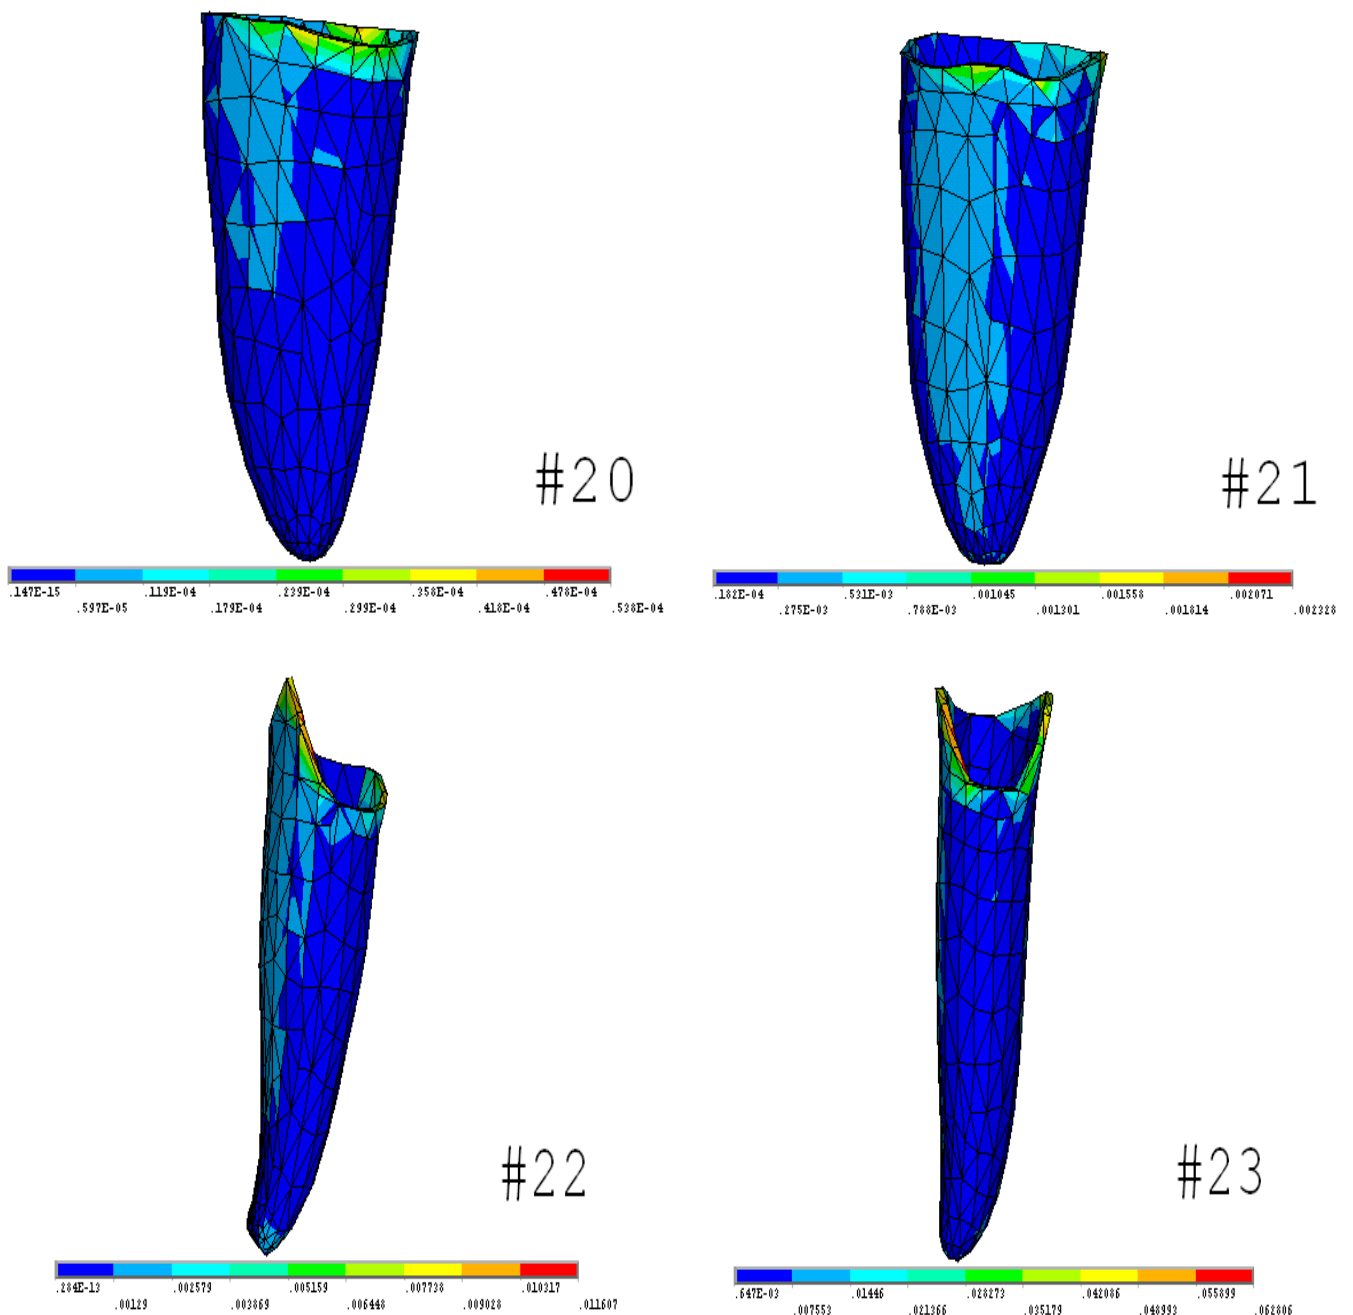 #20
#21
.147E-15 .119E-04 .239E-04 .358E-04 .478E-04
.597E-05 .179E-04 .299E-04 .418E-04 .538E-04
.182E-04 .531E-03 .001045 .001558 .002071
.275E-03 .788E-03 .001301 .001814 .002328
#22
#23
.284E-13 .002579 .005159 .007738 .010317
.00129 .003869 .006448 .009028 .011607
.647E-03 .01446 .028273 .042086 .055899
.007553 .021366 .035179 .048993 .062806